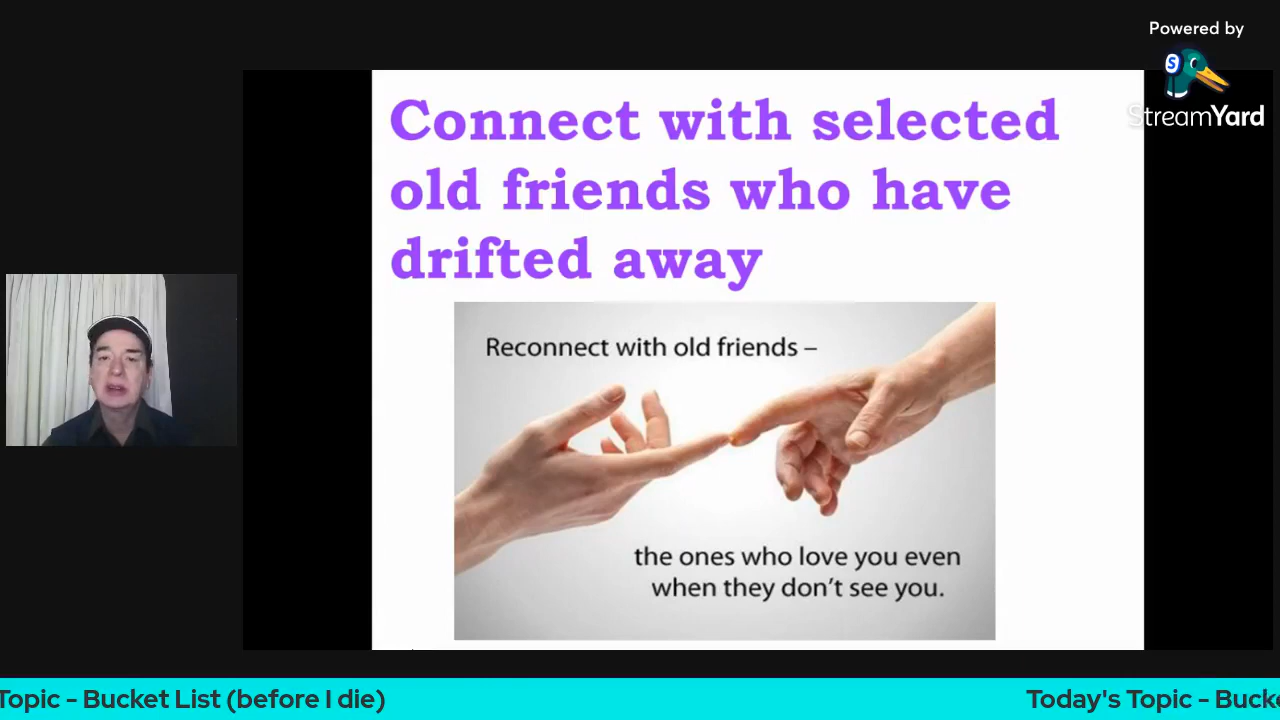 Powered by
StreamYard
Connect with selected
old friends who have
drifted away
Reconnect with old friends –
the ones who love you even
when they don't see you.
Topic - Bucket List (before I die)
Today's Topic - Bucke